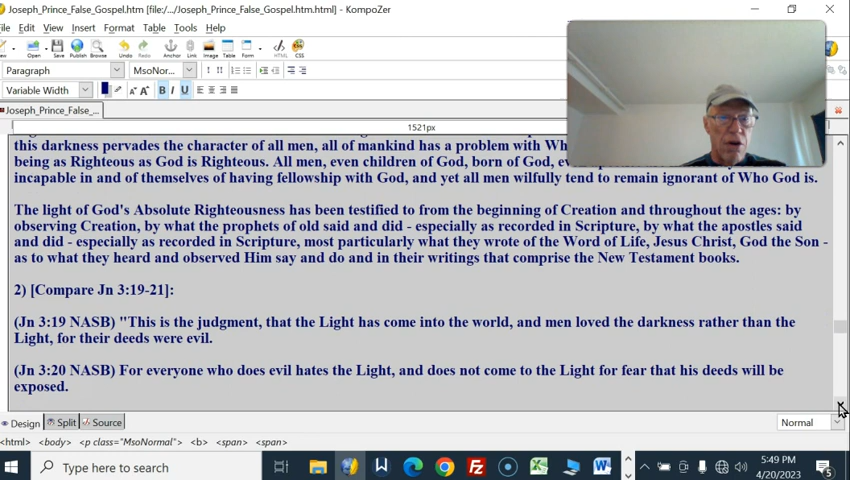 Joseph_Prince_False_Gospel.htm [file:/.../Joseph_Prince_False_Gospel.htm.html] - KompoZer
File Edit View Insert Format Table Tools Help
Open Save Publish Browse Undo Redo Anchor Link Image Table Form HTML CSS
Paragraph MsoNor...
Variable Width B I U
Joseph_Prince_False_...
1521px
this darkness pervades the character of all men, all of mankind has a problem with
being as Righteous as God is Righteous. All men, even children of God, born of God,
incapable in and of themselves of having fellowship with God, and yet all men wilfully tend to remain ignorant of Who God is.
The light of God's Absolute Righteousness has been testified to from the beginning of Creation and throughout the ages: by
observing Creation, by what the prophets of old said and did - especially as recorded in Scripture, by what the apostles said
and did - especially as recorded in Scripture, most particularly what they wrote of the Word of Life, Jesus Christ, God the Son -
as to what they heard and observed Him say and do and in their writings that comprise the New Testament books.
2) [Compare Jn 3:19-21]:
(Jn 3:19 NASB) "This is the judgment, that the Light has come into the world, and men loved the darkness rather than the
Light, for their deeds were evil.
(Jn 3:20 NASB) For everyone who does evil hates the Light, and does not come to the Light for fear that his deeds will be
exposed.
Design Split Source Normal
<html> <body> <p class="MsoNormal"> <b> <span> <span>
Type here to search
5:49 PM
4/20/2023
5